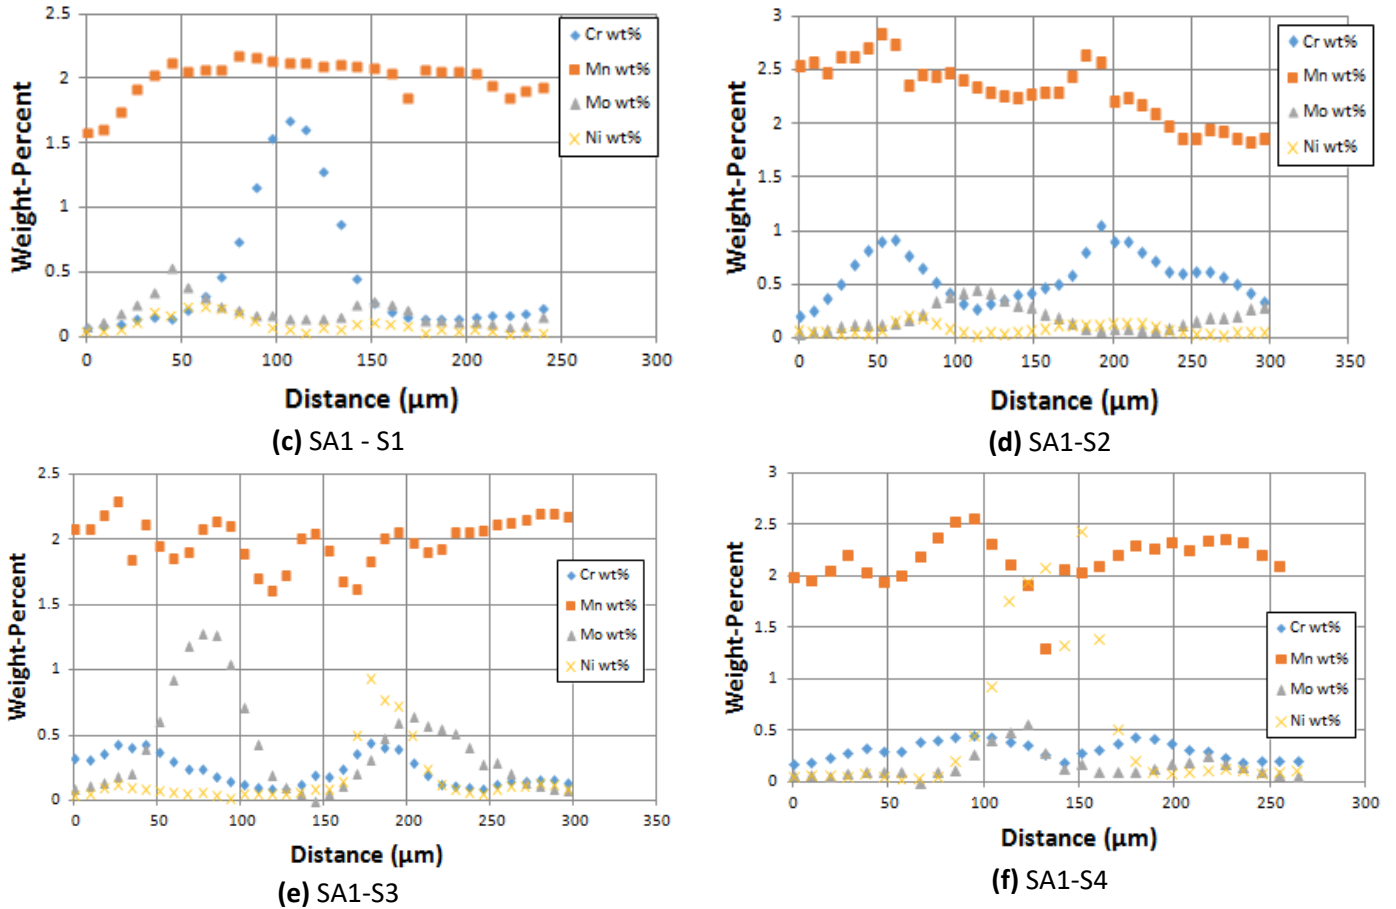 Weight-Percent
2.5
2
1.5
1
0.5
0
0 50 100 150 200 250 300
Distance (µm)
Cr wt%
Mn wt%
Mo wt%
Ni wt%
(c) SA1 - S1
Weight-Percent
3
2.5
2
1.5
1
0.5
0
0 50 100 150 200 250 300 350
Distance (µm)
Cr wt%
Mn wt%
Mo wt%
Ni wt%
(d) SA1-S2
Weight-Percent
2.5
2
1.5
1
0.5
0
0 50 100 150 200 250 300 350
Distance (µm)
Cr wt%
Mn wt%
Mo wt%
Ni wt%
(e) SA1-S3
Weight-Percent
3
2.5
2
1.5
1
0.5
0
0 50 100 150 200 250 300
Distance (µm)
Cr wt%
Mn wt%
Mo wt%
Ni wt%
(f) SA1-S4